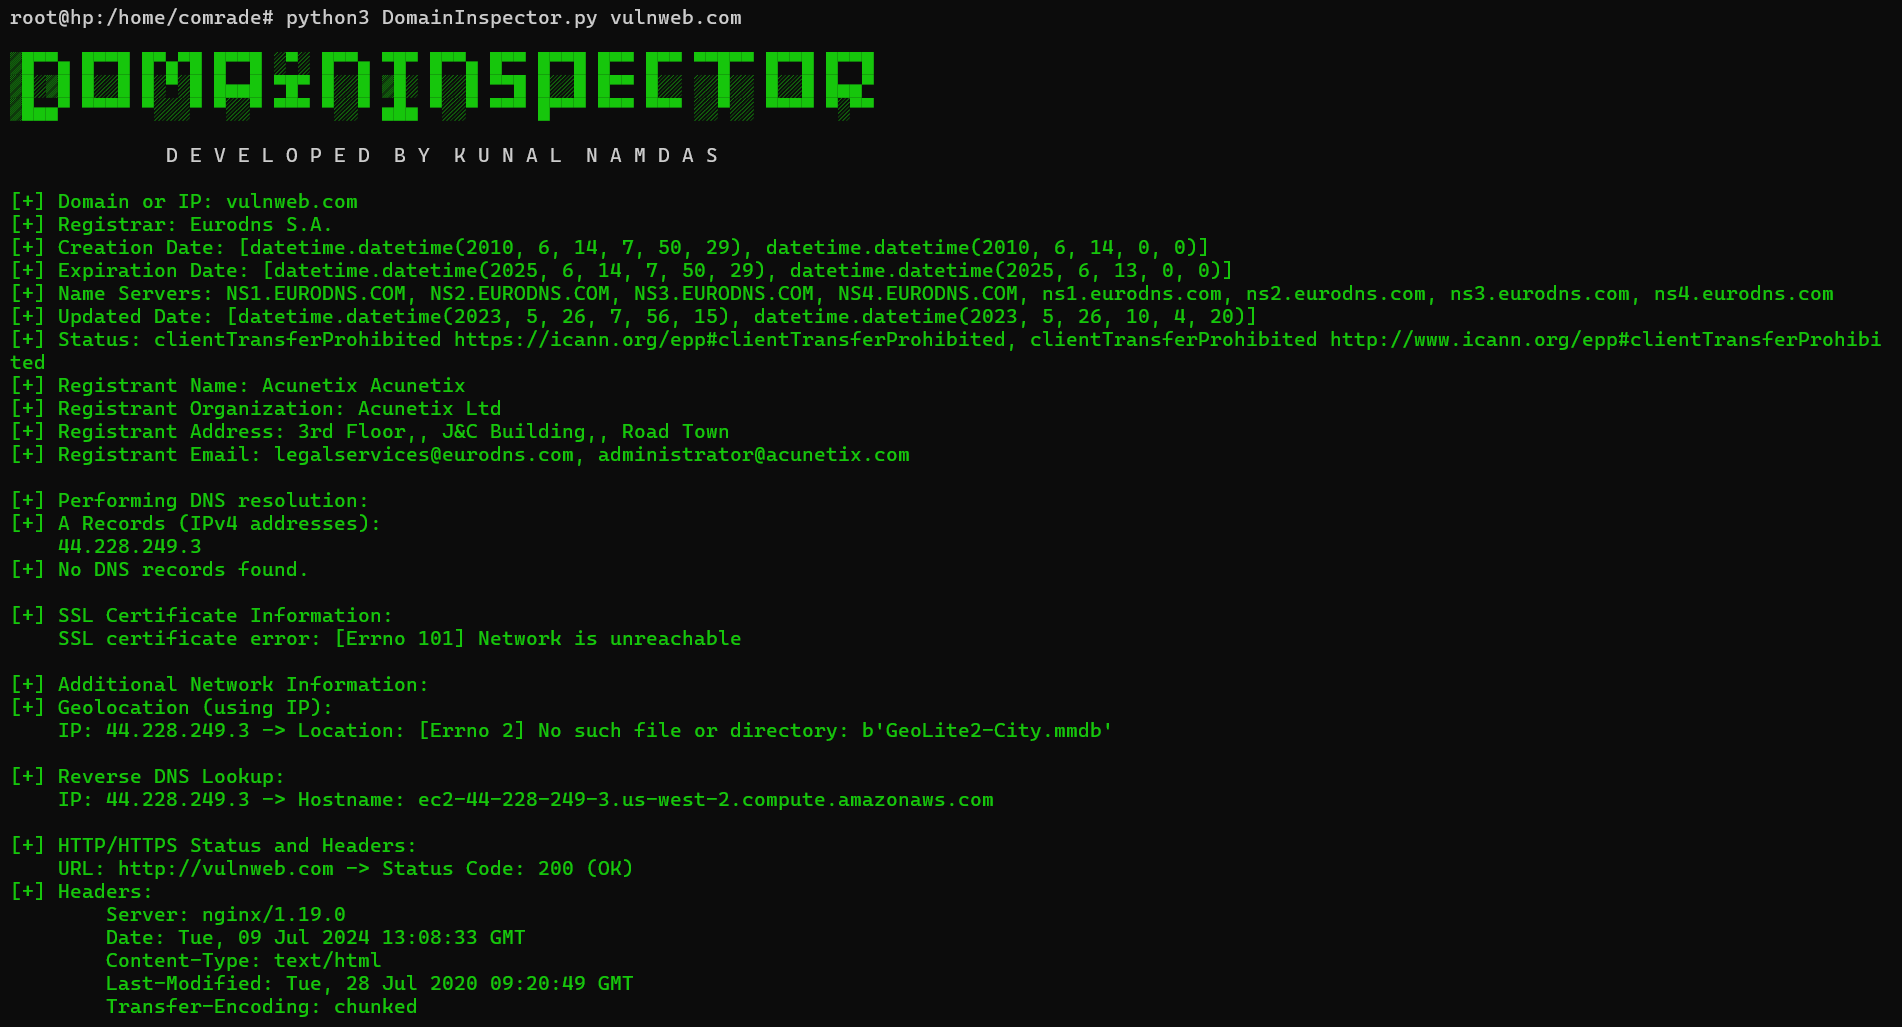 root@hp:/home/comrade# python3 DomainInspector.py vulnweb.com
DOMAIN INSPECTOR
D E V E L O P E D  B Y  K U N A L  N A M D A S
[+] Domain or IP: vulnweb.com
[+] Registrar: Eurodns S.A.
[+] Creation Date: [datetime.datetime(2010, 6, 14, 7, 50, 29), datetime.datetime(2010, 6, 14, 0, 0)]
[+] Expiration Date: [datetime.datetime(2025, 6, 14, 7, 50, 29), datetime.datetime(2025, 6, 13, 0, 0)]
[+] Name Servers: NS1.EURODNS.COM, NS2.EURODNS.COM, NS3.EURODNS.COM, NS4.EURODNS.COM, ns1.eurodns.com, ns2.eurodns.com, ns3.eurodns.com, ns4.eurodns.com
[+] Updated Date: [datetime.datetime(2023, 5, 26, 7, 56, 15), datetime.datetime(2023, 5, 26, 10, 4, 20)]
[+] Status: clientTransferProhibited https://icann.org/epp#clientTransferProhibited, clientTransferProhibited http://www.icann.org/epp#clientTransferProhibi
ted
[+] Registrant Name: Acunetix Acunetix
[+] Registrant Organization: Acunetix Ltd
[+] Registrant Address: 3rd Floor,, J&C Building,, Road Town
[+] Registrant Email: legalservices@eurodns.com, administrator@acunetix.com
[+] Performing DNS resolution:
[+] A Records (IPv4 addresses):
    44.228.249.3
[+] No DNS records found.
[+] SSL Certificate Information:
    SSL certificate error: [Errno 101] Network is unreachable
[+] Additional Network Information:
[+] Geolocation (using IP):
    IP: 44.228.249.3 -> Location: [Errno 2] No such file or directory: b'GeoLite2-City.mmdb'
[+] Reverse DNS Lookup:
    IP: 44.228.249.3 -> Hostname: ec2-44-228-249-3.us-west-2.compute.amazonaws.com
[+] HTTP/HTTPS Status and Headers:
    URL: http://vulnweb.com -> Status Code: 200 (OK)
[+] Headers:
        Server: nginx/1.19.0
        Date: Tue, 09 Jul 2024 13:08:33 GMT
        Content-Type: text/html
        Last-Modified: Tue, 28 Jul 2020 09:20:49 GMT
        Transfer-Encoding: chunked